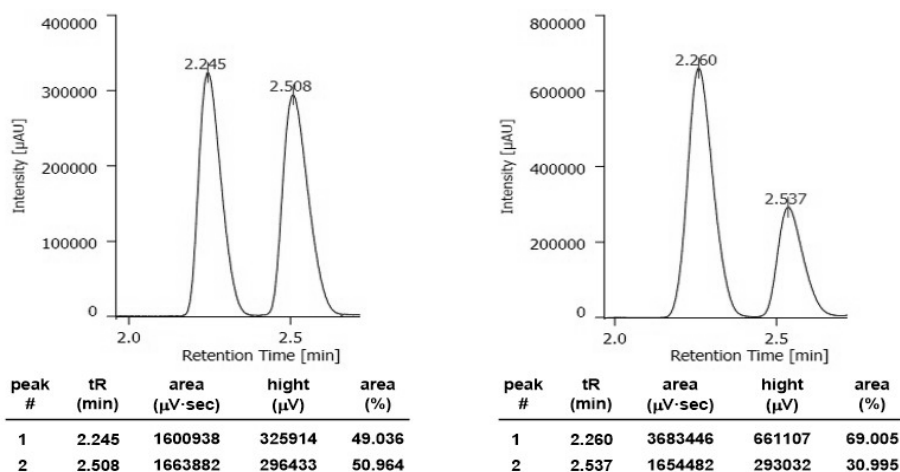 400000
300000
200000
100000
0
Intensity [μAU]
2.245
2.508
2.0
2.5
Retention Time [min]
peak # tR (min) area (μV·sec) hight (μV) area (%)
1 2.245 1600938 325914 49.036
2 2.508 1663882 296433 50.964
800000
600000
400000
200000
0
Intensity [μAU]
2.260
2.537
2.0
2.5
Retention Time [min]
peak # tR (min) area (μV·sec) hight (μV) area (%)
1 2.260 3683446 661107 69.005
2 2.537 1654482 293032 30.995